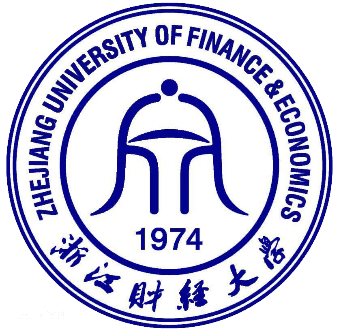 ZHEJIANG UNIVERSITY OF FINANCE & ECONOMICS
1974
浙江财经大学